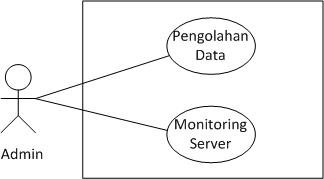 Pengolahan
Data
Monitoring
Server
Admin